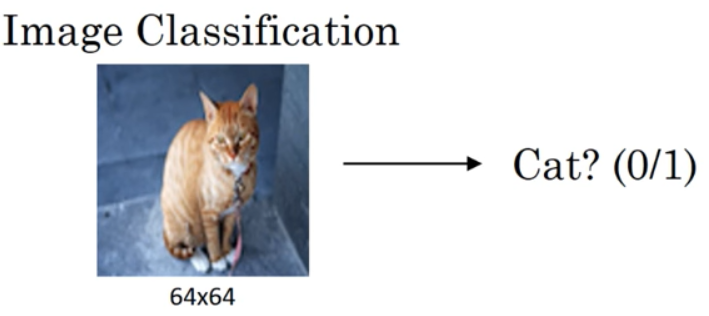 Image Classification
Cat? (0/1)
64x64